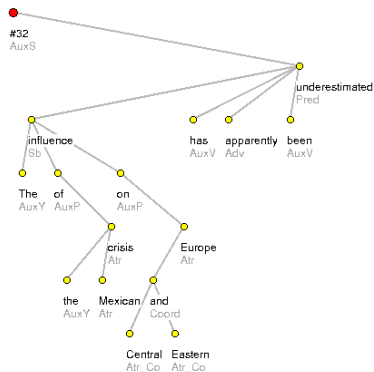 #32
AuxS
underestimated
Pred
influence
Sb
has
AuxV
apparently
Adv
been
AuxV
The
AuxY
of
AuxP
on
AuxP
crisis
Atr
Europe
Atr
the
AuxY
Mexican
Atr
and
Coord
Central
Atr_Co
Eastern
Atr_Co